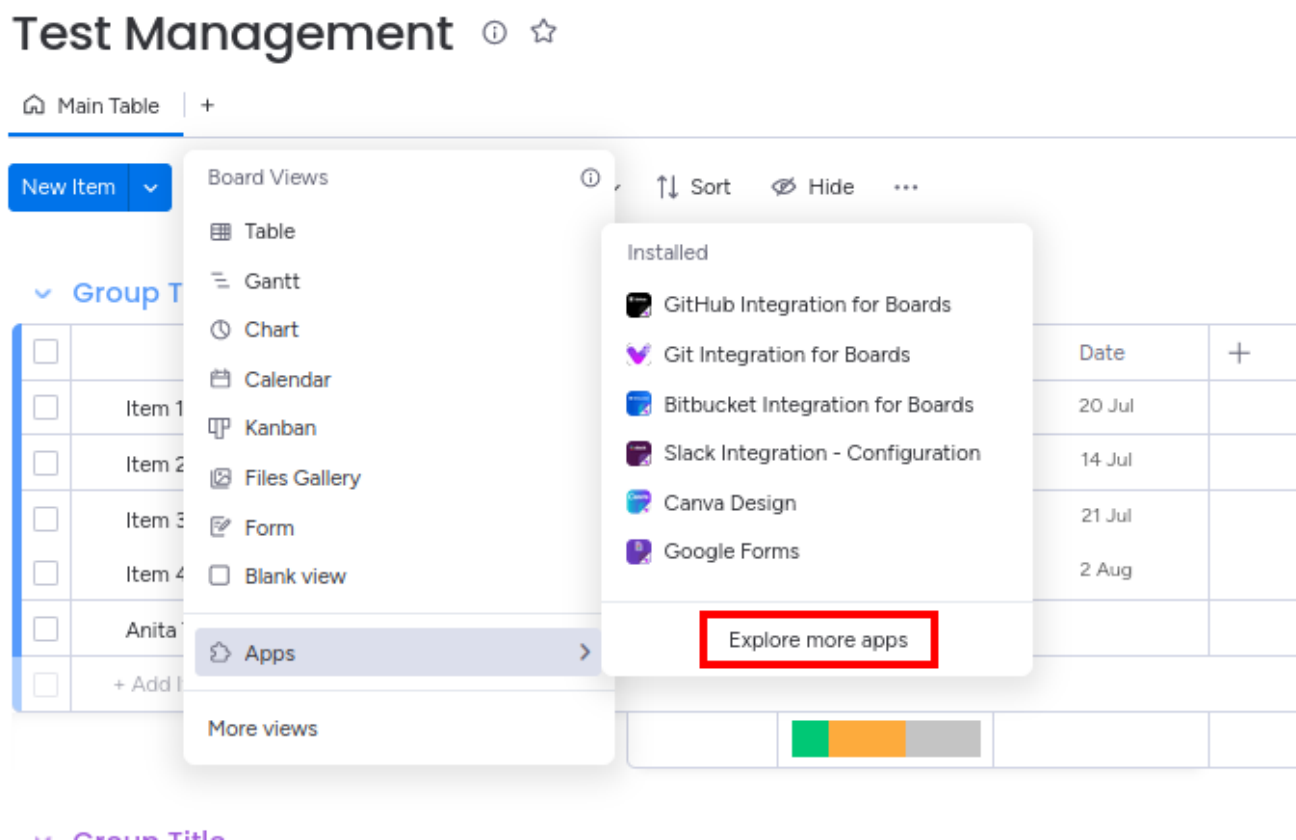 Test Management
Main Table
+
New Item
Sort
Hide
Board Views
Table
Gantt
Chart
Calendar
Kanban
Files Gallery
Form
Blank view
Apps
More views
Installed
GitHub Integration for Boards
Git Integration for Boards
Bitbucket Integration for Boards
Slack Integration - Configuration
Canva Design
Google Forms
Explore more apps
Group T
Date
+
Item 1
20 Jul
Item 2
14 Jul
Item 3
21 Jul
Item 4
2 Aug
Anita
+ Add
Group Title